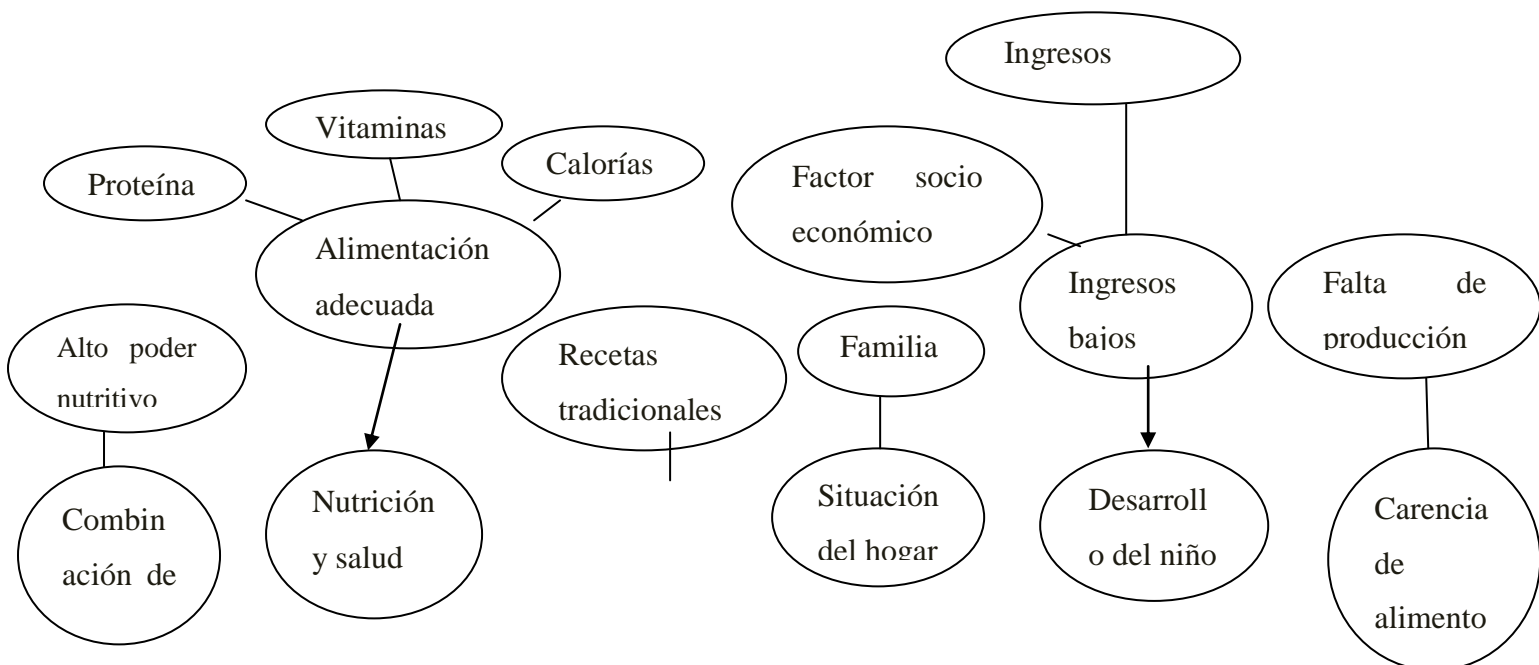 Ingresos
Vitaminas
Calorías
Proteína
Factor socio
económico
Alimentación
adecuada
Ingresos
bajos
Falta de
producción
Alto poder
nutritivo
Recetas
tradicionales
Familia
Combin
ación de
Nutrición
y salud
Situación
del hogar
Desarroll
o del niño
Carencia
de
alimento